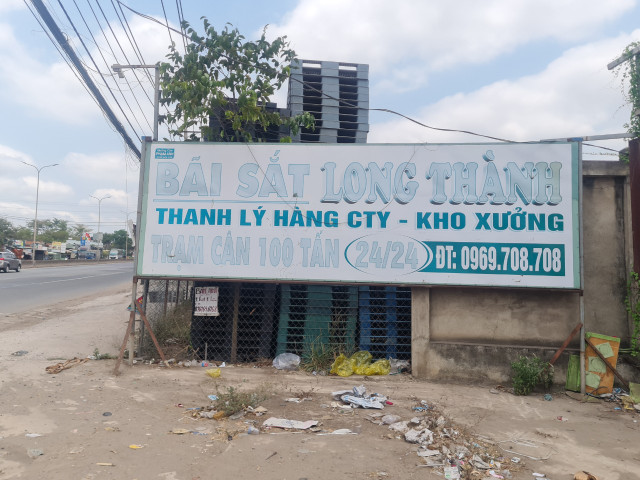 BÃI SẮT LONG THÀNH
THANH LÝ HÀNG CTY - KHO XƯỞNG
TRẠM CÂN 100 TẤN 24/24 ĐT: 0969.708.708